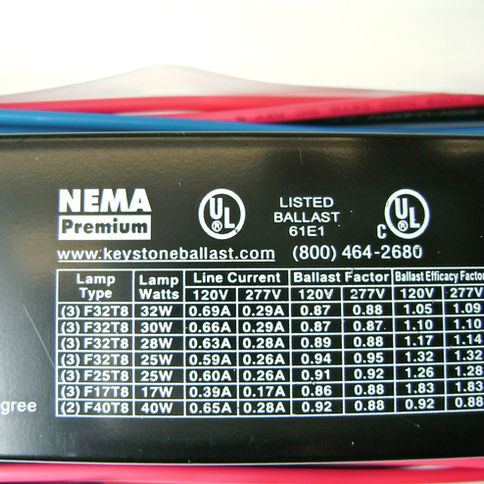 NEMA
Premium
UL
LISTED
BALLAST
61E1
C UL
www.keystoneballast.com (800) 464-2680
Lamp Type Lamp Watts Line Current Ballast Factor Ballast Efficacy Factor
120V 277V 120V 277V 120V 277V
(3) F32T8 32W 0.69A 0.29A 0.87 0.88 1.05 1.09
(3) F32T8 30W 0.66A 0.29A 0.87 0.87 1.10 1.10
(3) F32T8 28W 0.63A 0.28A 0.89 0.88 1.17 1.14
(3) F32T8 25W 0.59A 0.26A 0.94 0.95 1.32 1.32
(3) F25T8 25W 0.60A 0.26A 0.91 0.92 1.26 1.28
(3) F17T8 17W 0.39A 0.17A 0.86 0.88 1.83 1.83
(2) F40T8 40W 0.65A 0.28A 0.92 0.88 0.92 0.88
gree